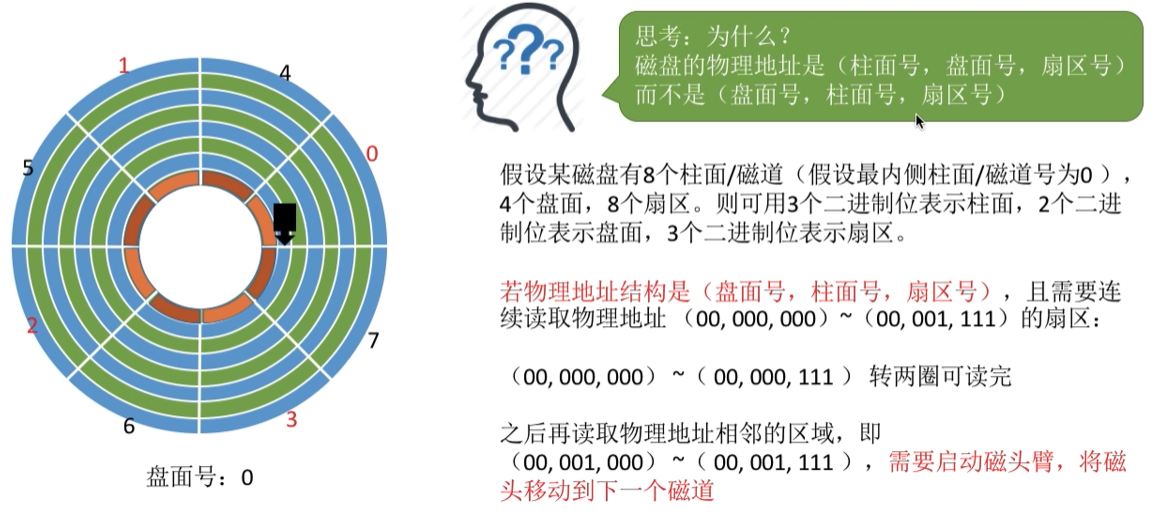 1
4
5
0
2
7
6
3
盘面号：0
???
思考：为什么？
磁盘的物理地址是（柱面号，盘面号，扇区号）
而不是（盘面号，柱面号，扇区号）
假设某磁盘有8个柱面/磁道（假设最内侧柱面/磁道号为0 ），
4个盘面，8个扇区。则可用3个二进制位表示柱面，2个二进
制位表示盘面，3个二进制位表示扇区。
若物理地址结构是（盘面号，柱面号，扇区号），且需要连
续读取物理地址 （00, 000, 000）~（00, 001, 111）的扇区：
（00, 000, 000） ~（ 00, 000, 111 ） 转两圈可读完
之后再读取物理地址相邻的区域，即
（00, 001, 000） ~（ 00, 001, 111 ），需要启动磁头臂，将磁
头移动到下一个磁道